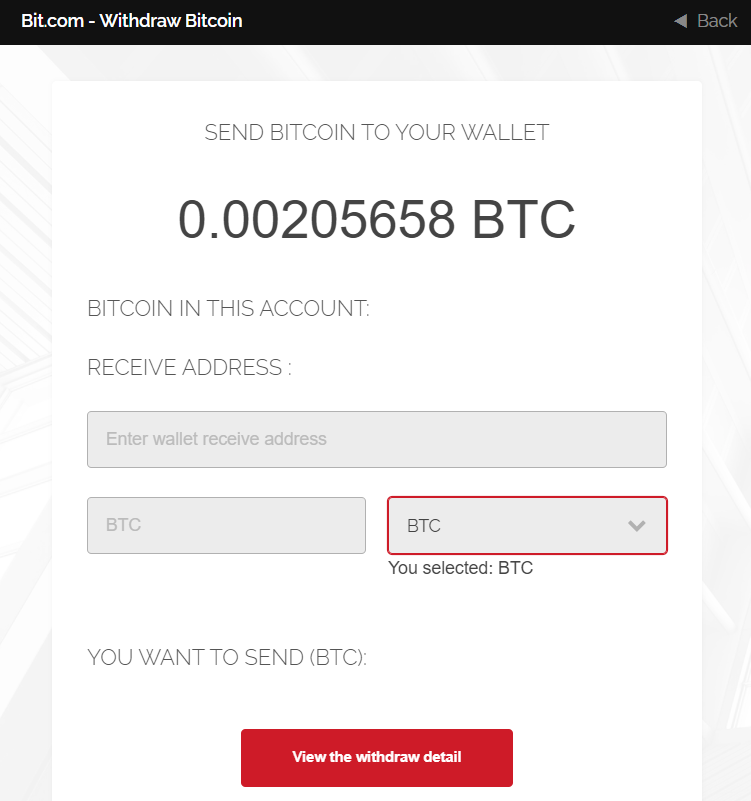 Bit.com - Withdraw Bitcoin
Back
SEND BITCOIN TO YOUR WALLET
0.00205658 BTC
BITCOIN IN THIS ACCOUNT:
RECEIVE ADDRESS :
Enter wallet receive address
BTC
BTC
You selected: BTC
YOU WANT TO SEND (BTC):
View the withdraw detail